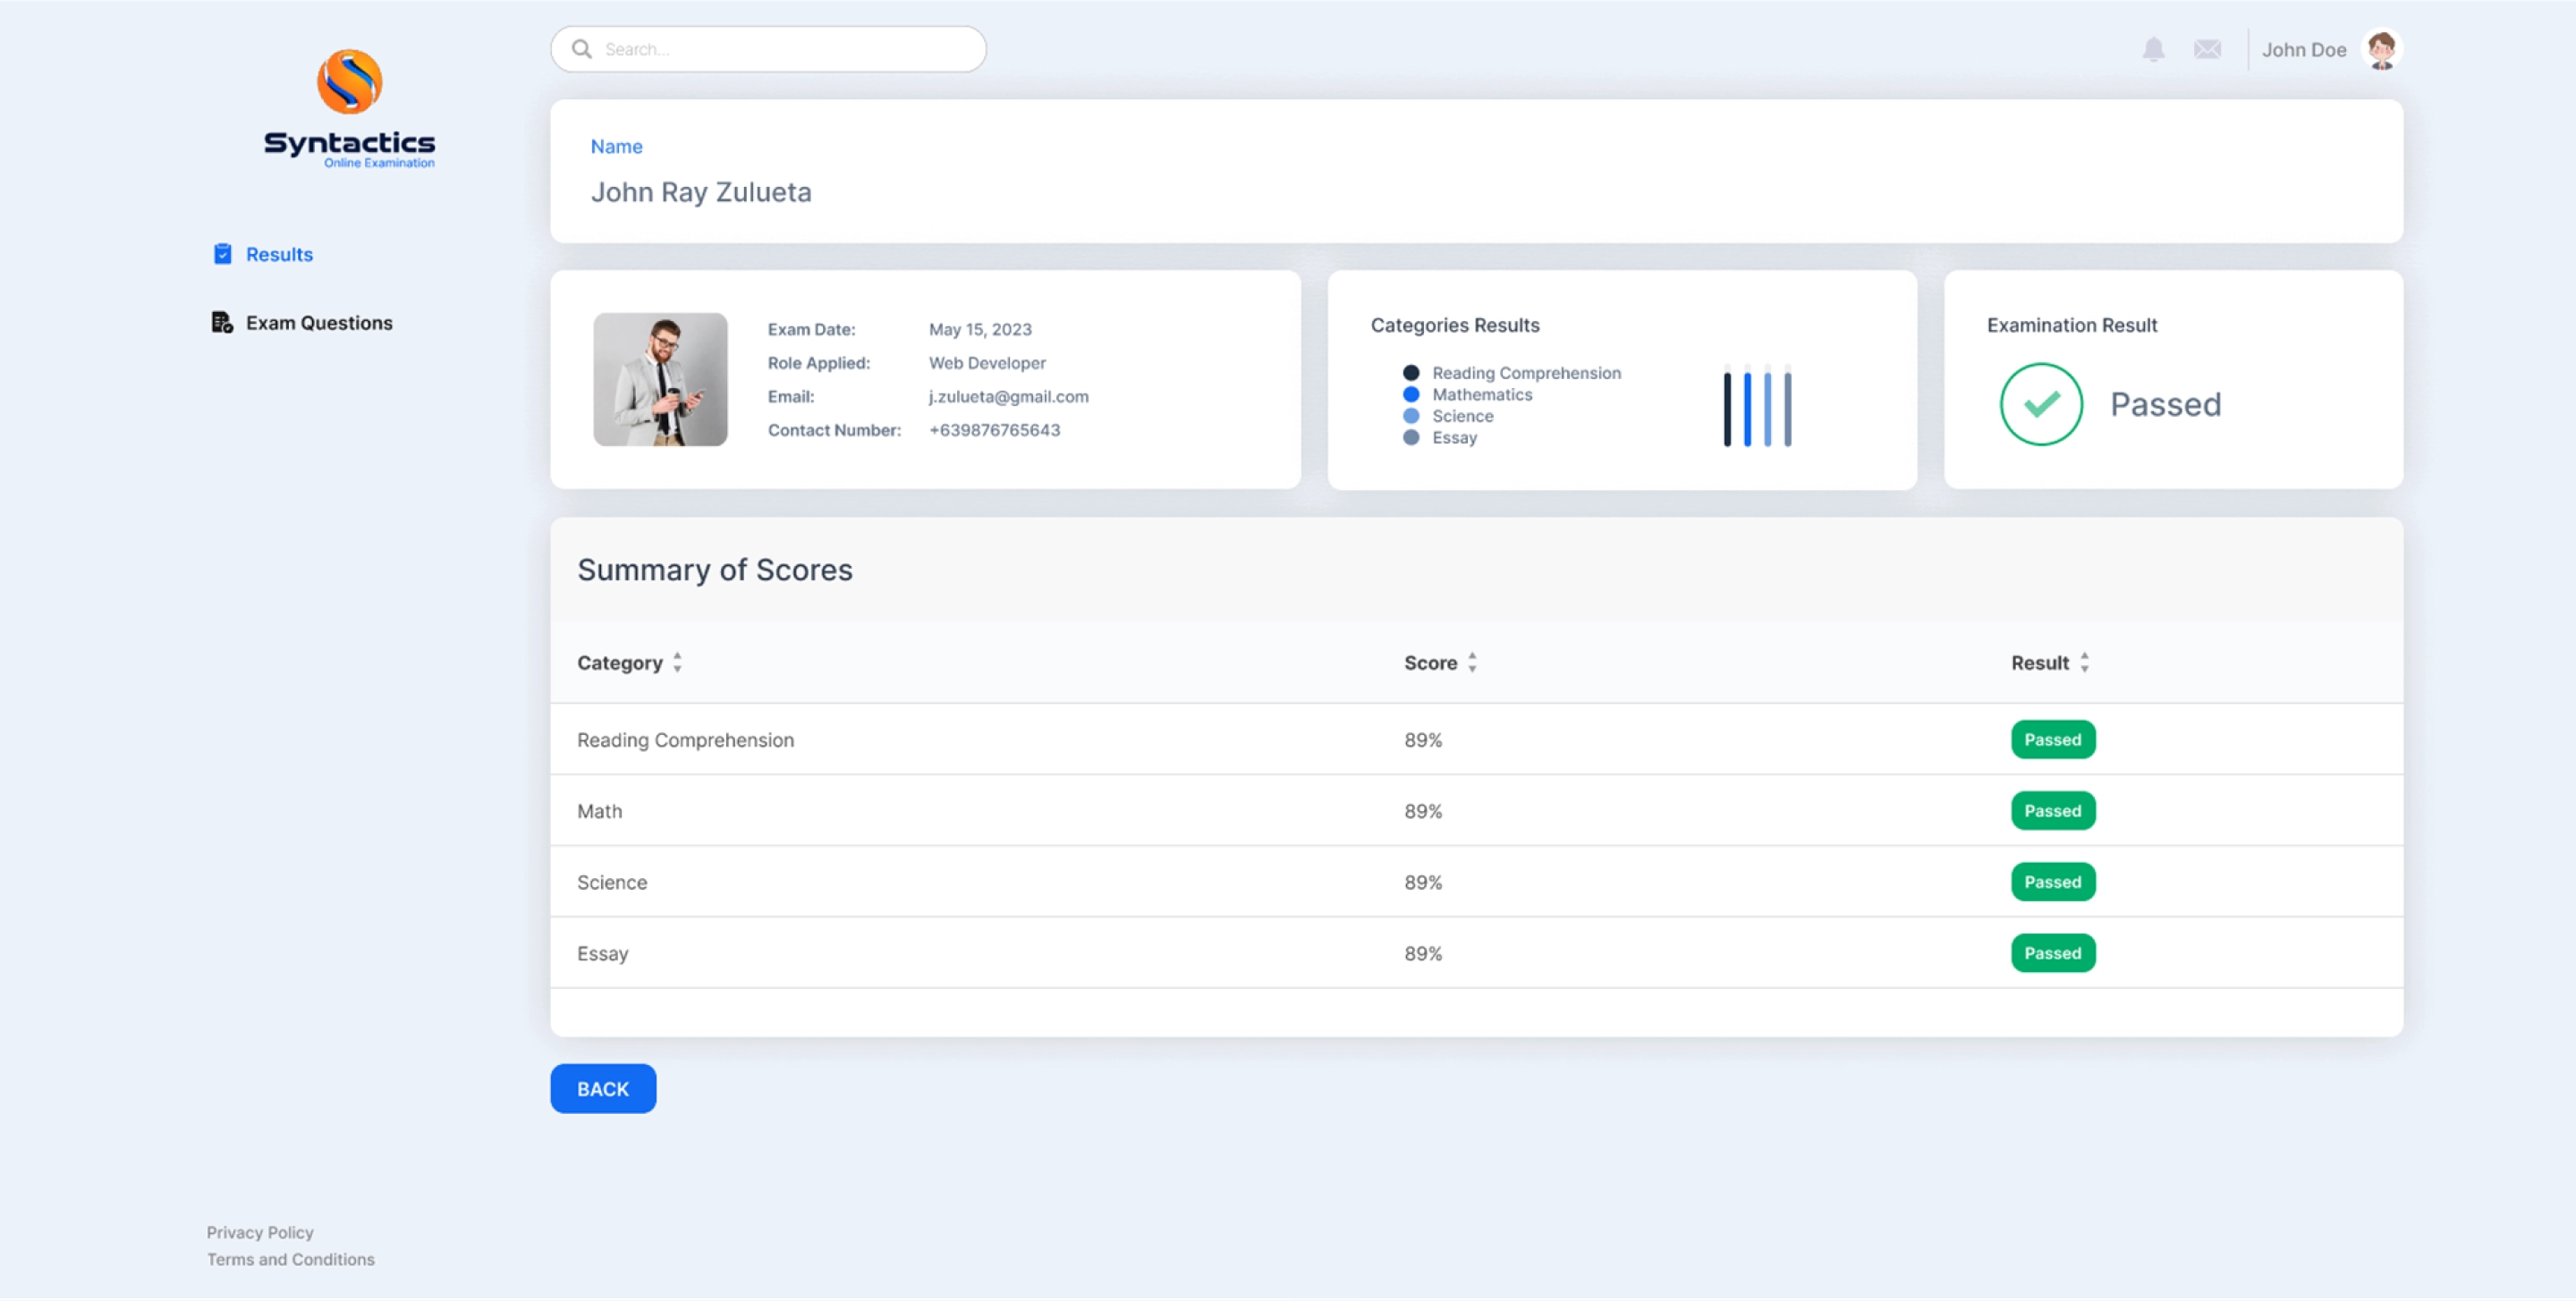 Search...
John Doe
Syntactics
Online Examination
Results
Exam Questions
Name
John Ray Zulueta
Exam Date: May 15, 2023
Role Applied: Web Developer
Email: j.zulueta@gmail.com
Contact Number: +639876765643
Categories Results
Reading Comprehension
Mathematics
Science
Essay
Examination Result
Passed
Summary of Scores
Category Score Result
Reading Comprehension 89% Passed
Math 89% Passed
Science 89% Passed
Essay 89% Passed
BACK
Privacy Policy
Terms and Conditions